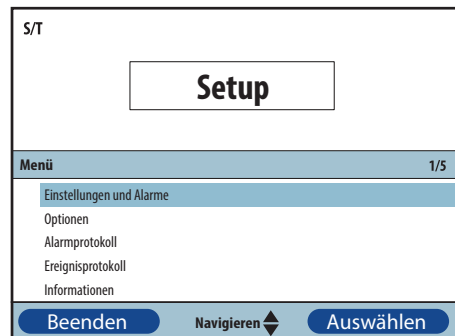 S/T
Setup
Menü 1/5
Einstellungen und Alarme
Optionen
Alarmprotokoll
Ereignisprotokoll
Informationen
Beenden Navigieren Auswählen